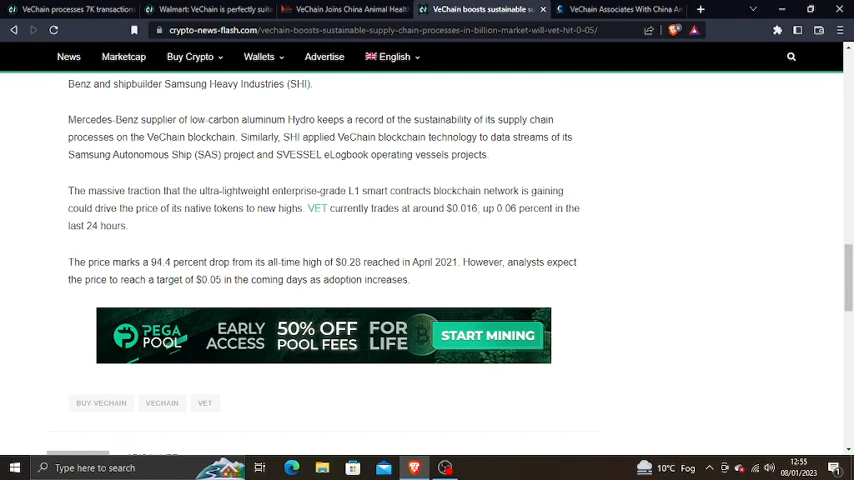 VeChain processes 7K transaction
Walmart: VeChain is perfectly suite
VeChain Joins China Animal Healt
VeChain boosts sustainable su
VeChain Associates With China An
crypto-news-flash.com/vechain-boosts-sustainable-supply-chain-processes-in-billion-market-will-vet-hit-0-05/
News
Marketcap
Buy Crypto
Wallets
Advertise
English
Benz and shipbuilder Samsung Heavy Industries (SHI).
Mercedes-Benz supplier of low-carbon aluminum Hydro keeps a record of the sustainability of its supply chain
processes on the VeChain blockchain. Similarly, SHI applied VeChain blockchain technology to data streams of its
Samsung Autonomous Ship (SAS) project and SVESSEL eLogbook operating vessels projects.
The massive traction that the ultra-lightweight enterprise-grade L1 smart contracts blockchain network is gaining
could drive the price of its native tokens to new highs. VET currently trades at around $0.016, up 0.06 percent in the
last 24 hours.
The price marks a 94.4 percent drop from its all-time high of $0.28 reached in April 2021. However, analysts expect
the price to reach a target of $0.05 in the coming days as adoption increases.
PEGA
POOL
EARLY
ACCESS
50% OFF
POOL FEES
FOR
LIFE
START MINING
BUY VECHAIN
VECHAIN
VET
Type here to search
10°C Fog
12:55
08/01/2023